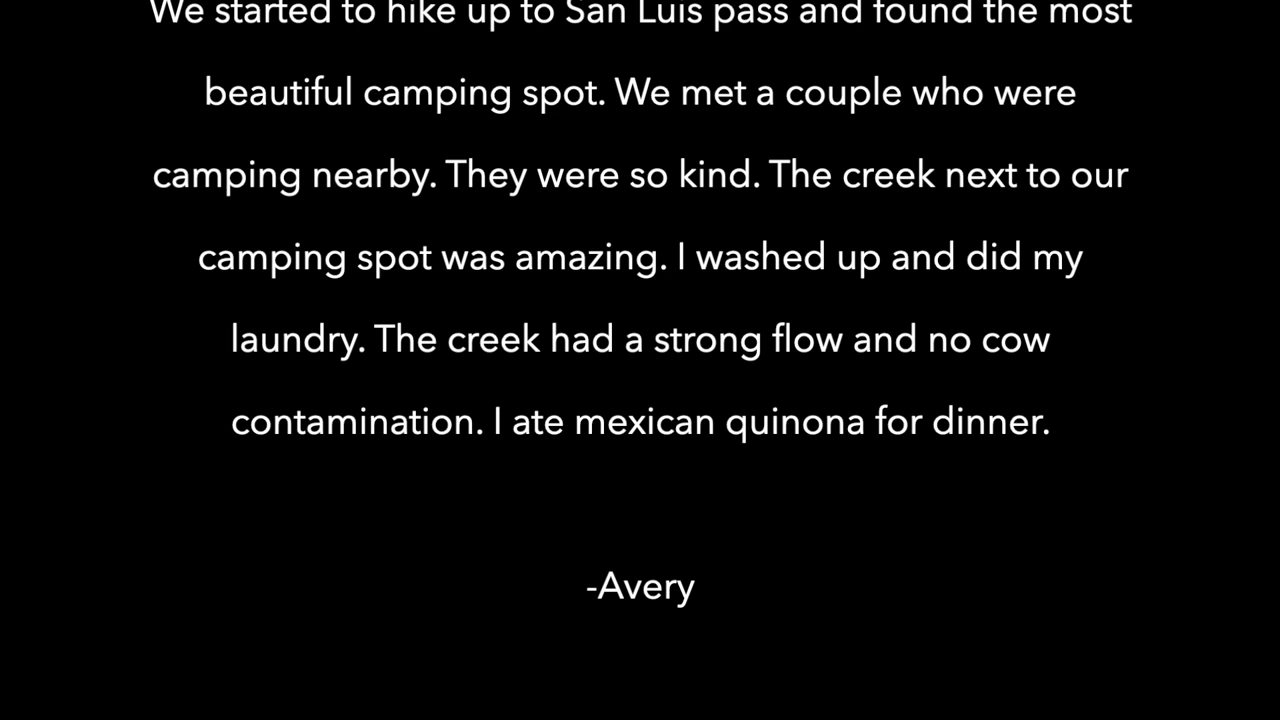 We started to hike up to San Luis pass and found the most
beautiful camping spot. We met a couple who were
camping nearby. They were so kind. The creek next to our
camping spot was amazing. I washed up and did my
laundry. The creek had a strong flow and no cow
contamination. I ate mexican quinona for dinner.
-Avery